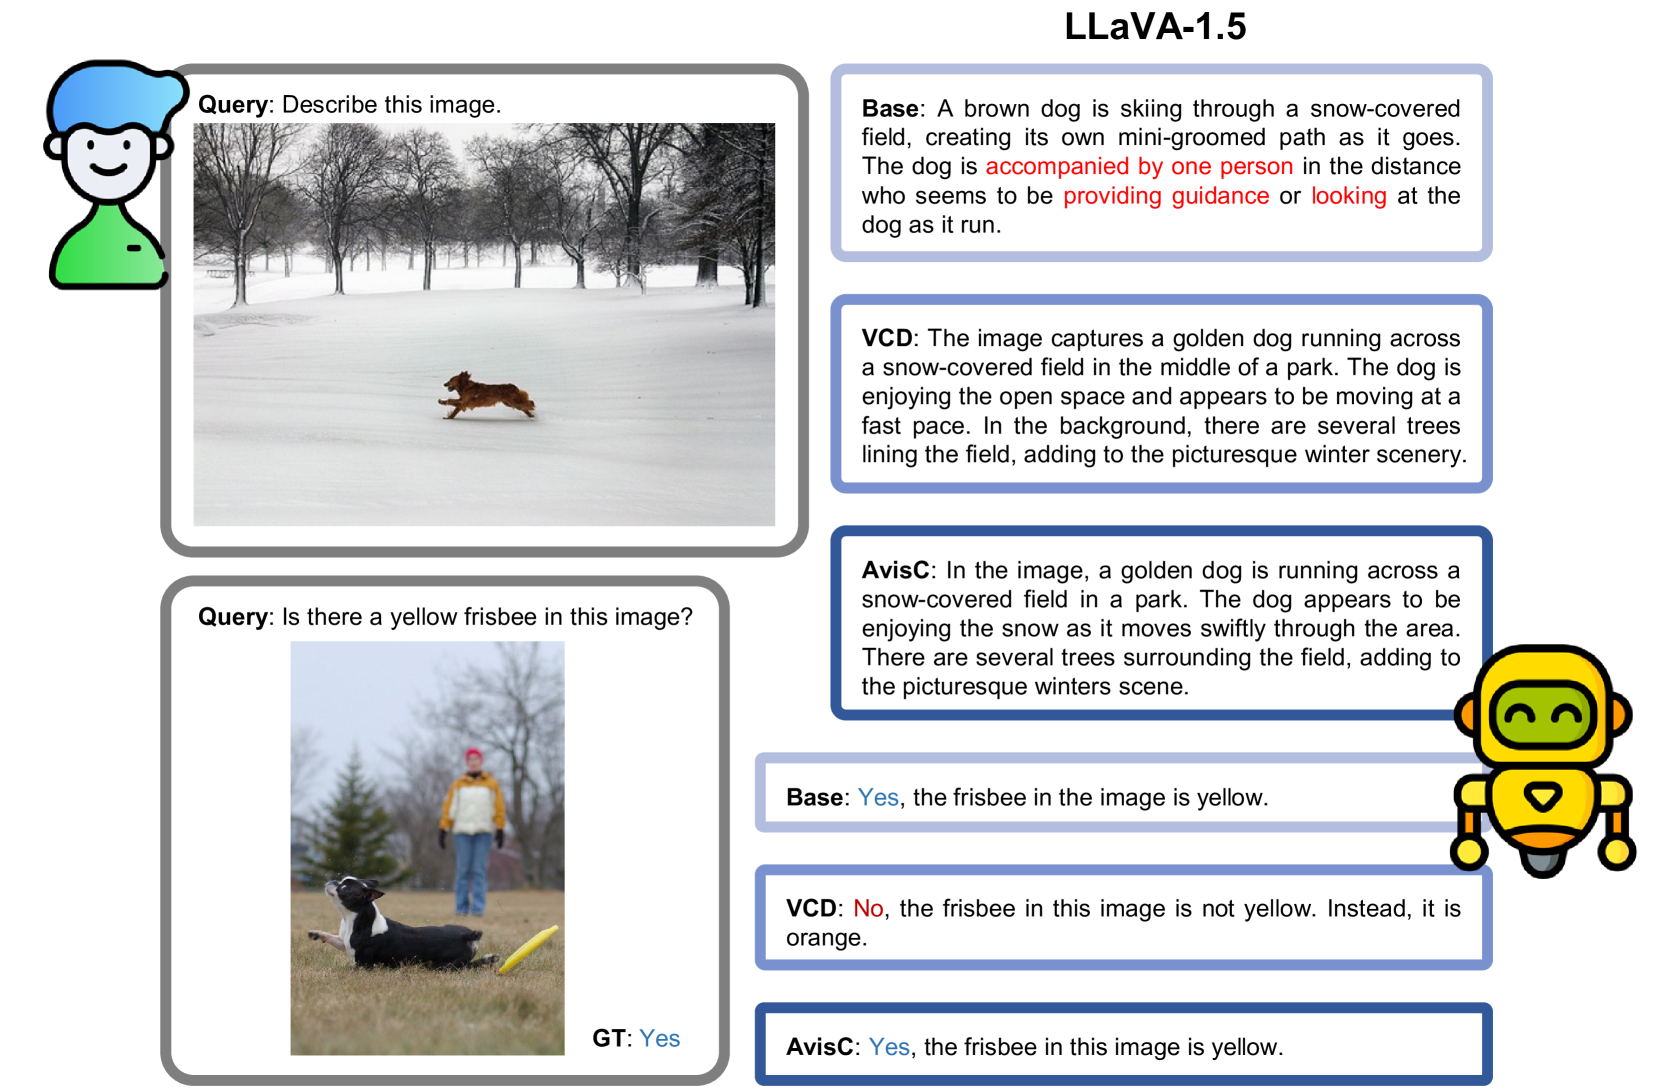 LLaVA-1.5
Query: Describe this image.
Base: A brown dog is skiing through a snow-covered
field, creating its own mini-groomed path as it goes.
The dog is accompanied by one person in the distance
who seems to be providing guidance or looking at the
dog as it run.
VCD: The image captures a golden dog running across
a snow-covered field in the middle of a park. The dog is
enjoying the open space and appears to be moving at a
fast pace. In the background, there are several trees
lining the field, adding to the picturesque winter scenery.
AvisC: In the image, a golden dog is running across a
snow-covered field in a park. The dog appears to be
enjoying the snow as it moves swiftly through the area.
There are several trees surrounding the field, adding to
the picturesque winters scene.
Query: Is there a yellow frisbee in this image?
GT: Yes
Base: Yes, the frisbee in the image is yellow.
VCD: No, the frisbee in this image is not yellow. Instead, it is
orange.
AvisC: Yes, the frisbee in this image is yellow.